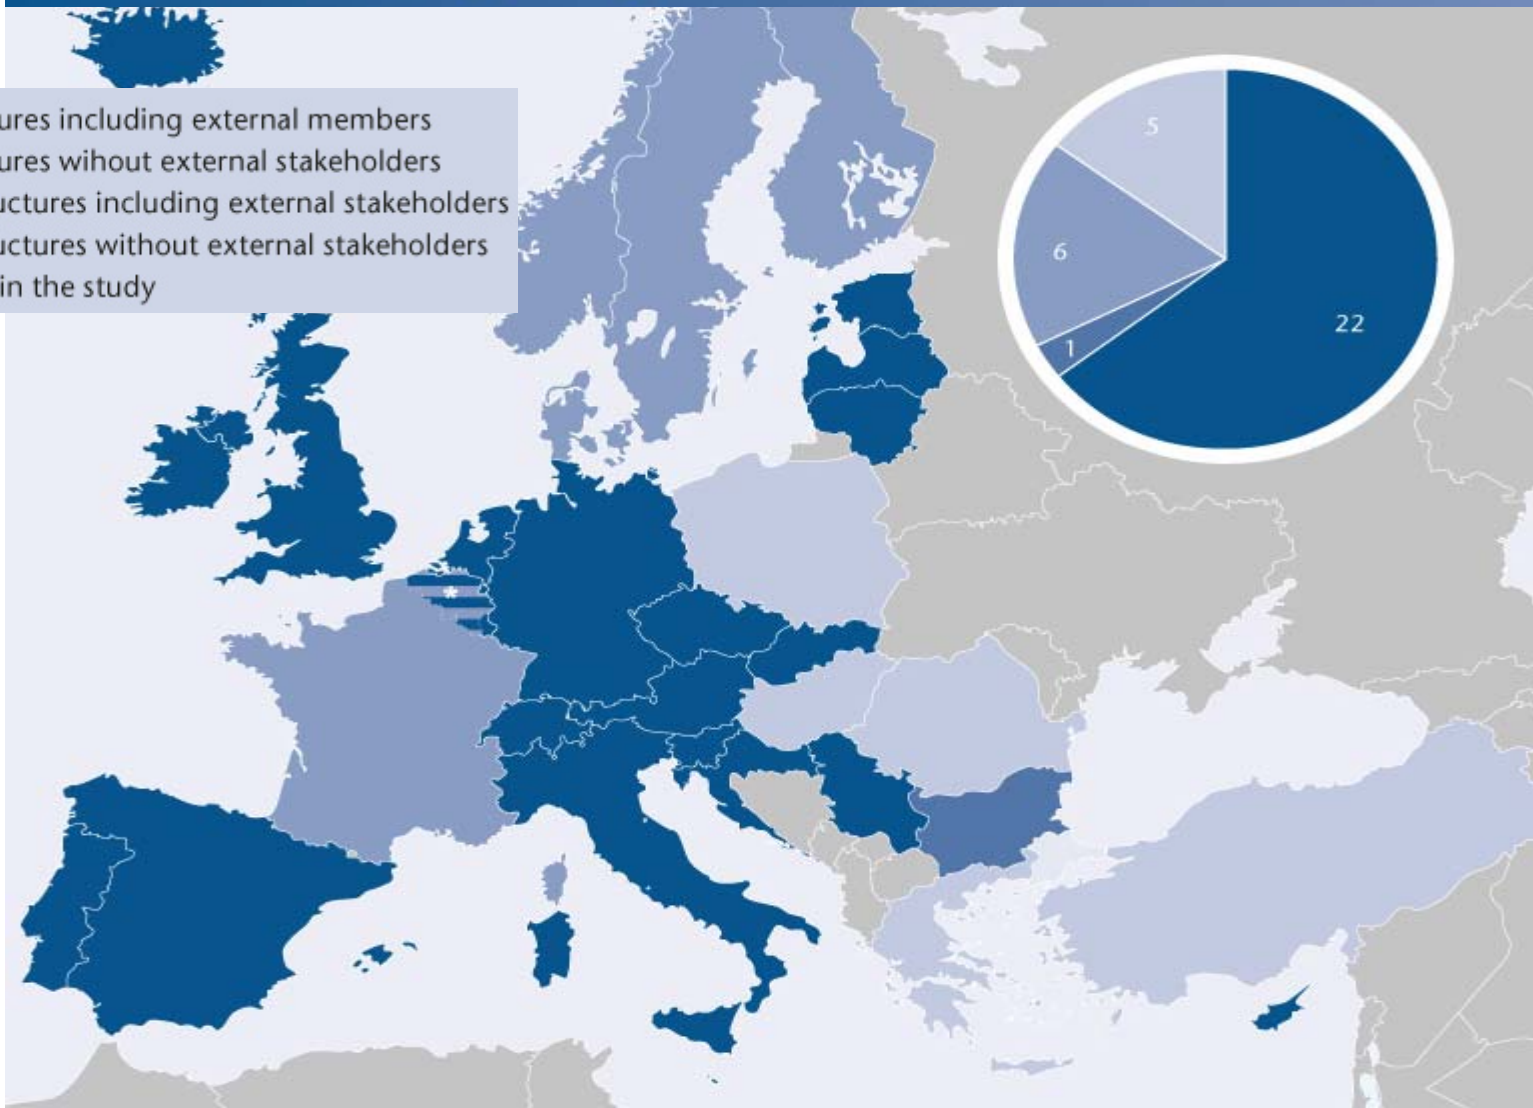 ures including external members
ures wihout external stakeholders
uctures including external stakeholders
uctures without external stakeholders
in the study
5
6
1
22
*